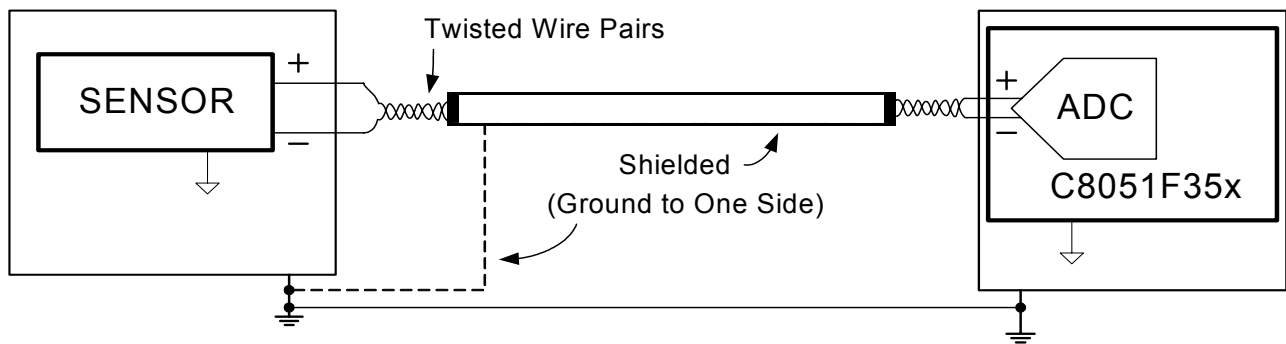 Twisted Wire Pairs
SENSOR
+
−
Shielded
(Ground to One Side)
+
−
ADC
C8051F35x